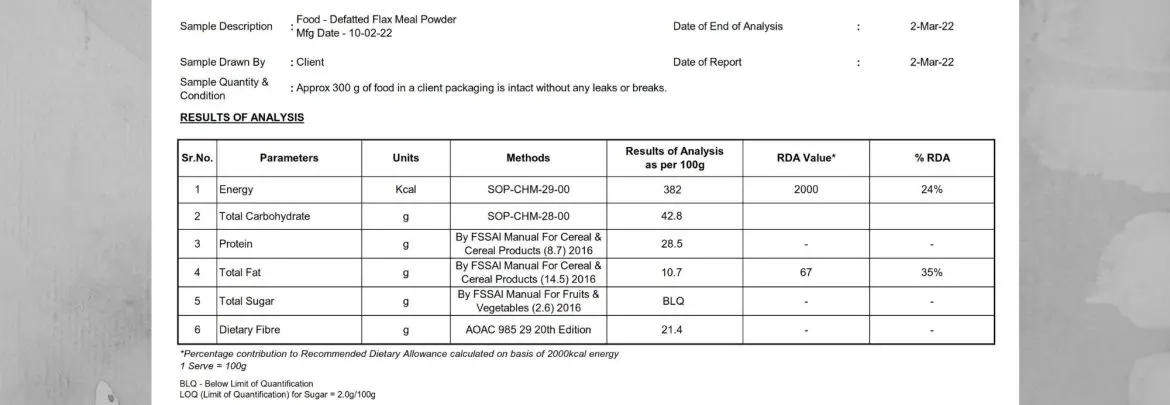 Sample Description : Food - Defatted Flax Meal Powder
Mfg Date - 10-02-22
Date of End of Analysis : 2-Mar-22
Sample Drawn By : Client
Date of Report : 2-Mar-22
Sample Quantity &
Condition : Approx 300 g of food in a client packaging is intact without any leaks or breaks.
RESULTS OF ANALYSIS
Sr.No. Parameters Units Methods Results of Analysis as per 100g RDA Value* % RDA
1 Energy Kcal SOP-CHM-29-00 382 2000 24%
2 Total Carbohydrate g SOP-CHM-28-00 42.8
3 Protein g By FSSAI Manual For Cereal & Cereal Products (8.7) 2016 28.5 - -
4 Total Fat g By FSSAI Manual For Cereal & Cereal Products (14.5) 2016 10.7 67 35%
5 Total Sugar g By FSSAI Manual For Fruits & Vegetables (2.6) 2016 BLQ - -
6 Dietary Fibre g AOAC 985 29 20th Edition 21.4 - -
*Percentage contribution to Recommended Dietary Allowance calculated on basis of 2000kcal energy
1 Serve = 100g
BLQ - Below Limit of Quantification
LOQ (Limit of Quantification) for Sugar = 2.0g/100g